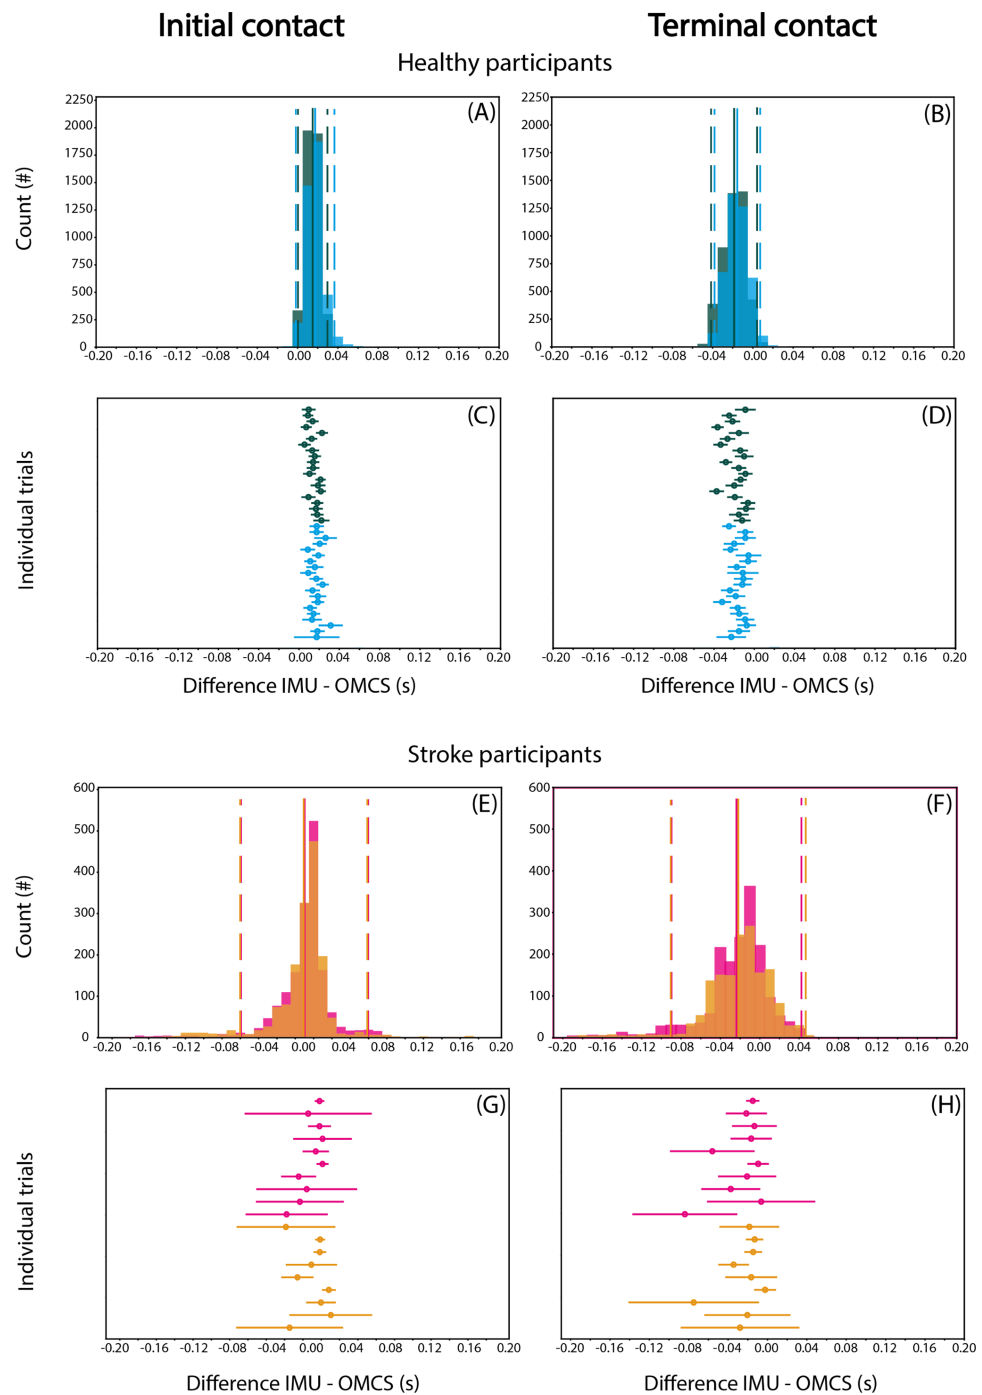 Initial contact
Terminal contact
Healthy participants
(A)
(B)
Count (#)
2250
2000
1750
1500
1250
1000
750
500
250
0
-0.20 -0.16 -0.12 -0.08 -0.04 0.00 0.04 0.08 0.12 0.16 0.20
2250
2000
1750
1500
1250
1000
750
500
250
0
-0.20 -0.16 -0.12 -0.08 -0.04 0.00 0.04 0.08 0.12 0.16 0.20
(C)
(D)
Individual trials
-0.20 -0.16 -0.12 -0.08 -0.04 0.00 0.04 0.08 0.12 0.16 0.20
-0.20 -0.16 -0.12 -0.08 -0.04 0.00 0.04 0.08 0.12 0.16 0.20
Difference IMU - OMCS (s)
Difference IMU - OMCS (s)
Stroke participants
(E)
(F)
Count (#)
600
500
400
300
200
100
0
-0.20 -0.16 -0.12 -0.08 -0.04 0.00 0.04 0.08 0.12 0.16 0.20
600
500
400
300
200
100
0
-0.20 -0.16 -0.12 -0.08 -0.04 0.00 0.04 0.08 0.12 0.16 0.20
(G)
(H)
Individual trials
-0.20 -0.16 -0.12 -0.08 -0.04 0.00 0.04 0.08 0.12 0.16 0.20
-0.20 -0.16 -0.12 -0.08 -0.04 0.00 0.04 0.08 0.12 0.16 0.20
Difference IMU - OMCS (s)
Difference IMU - OMCS (s)